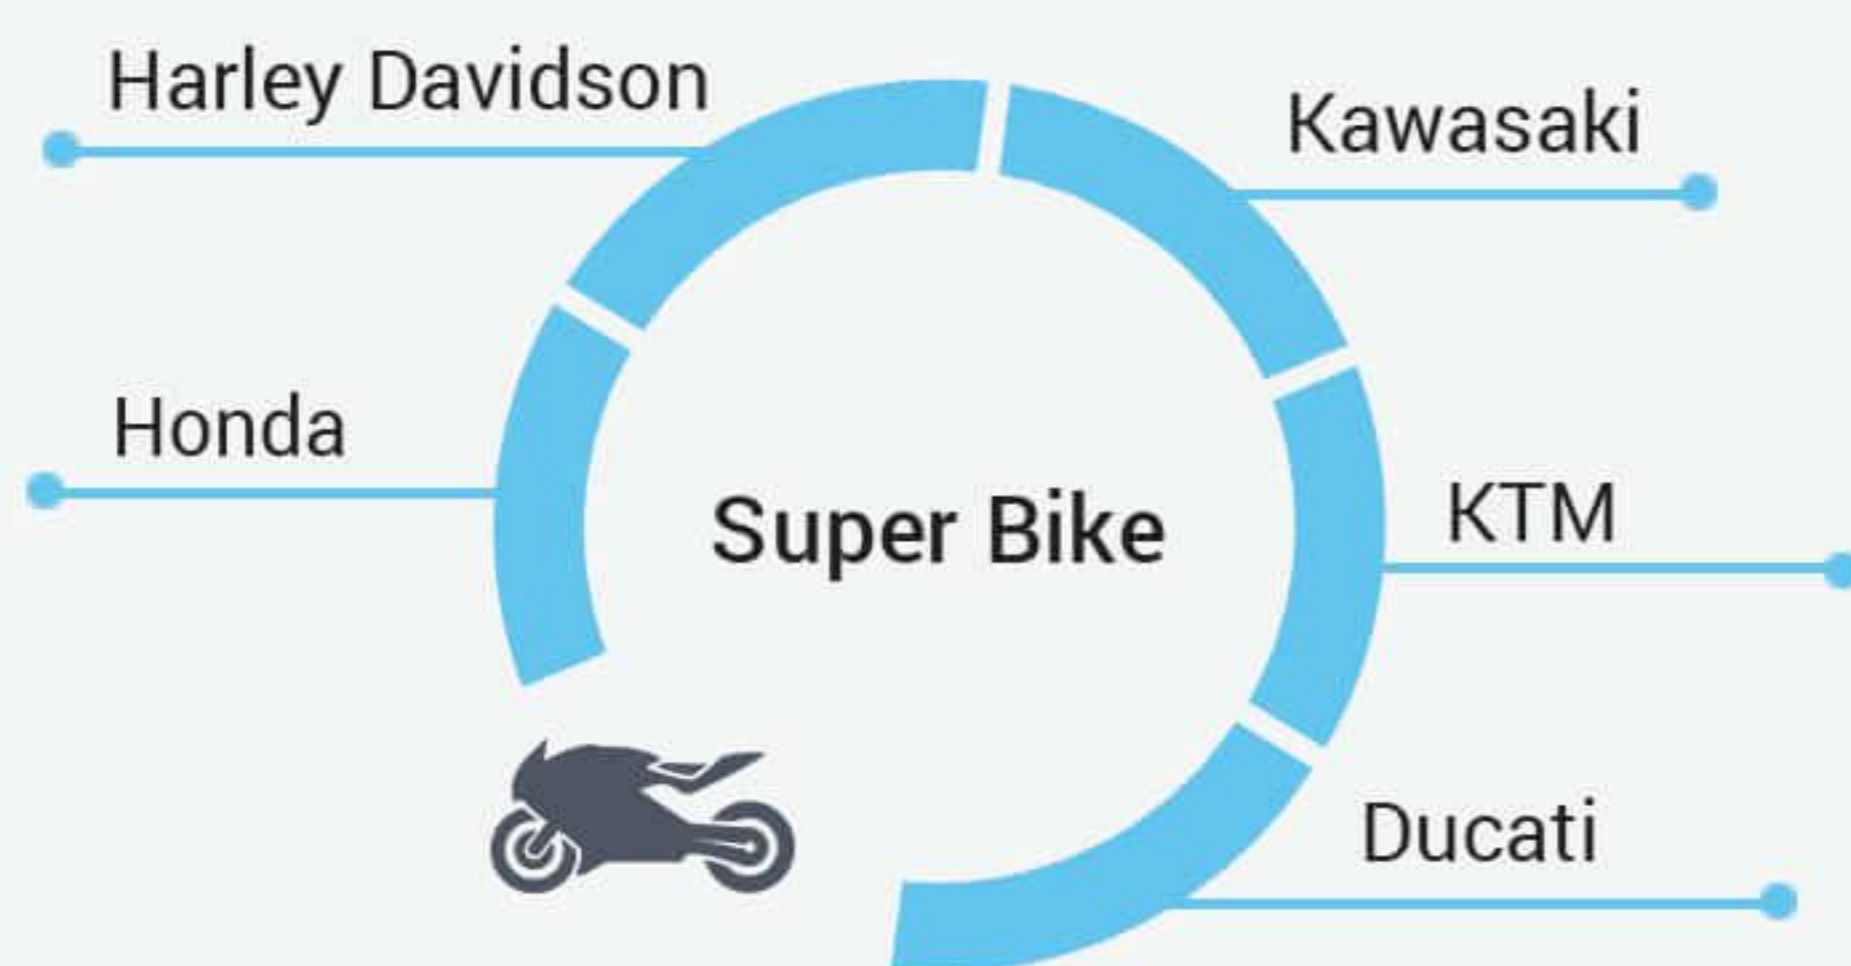 Harley Davidson
Kawasaki
Honda
Super Bike
KTM
Ducati